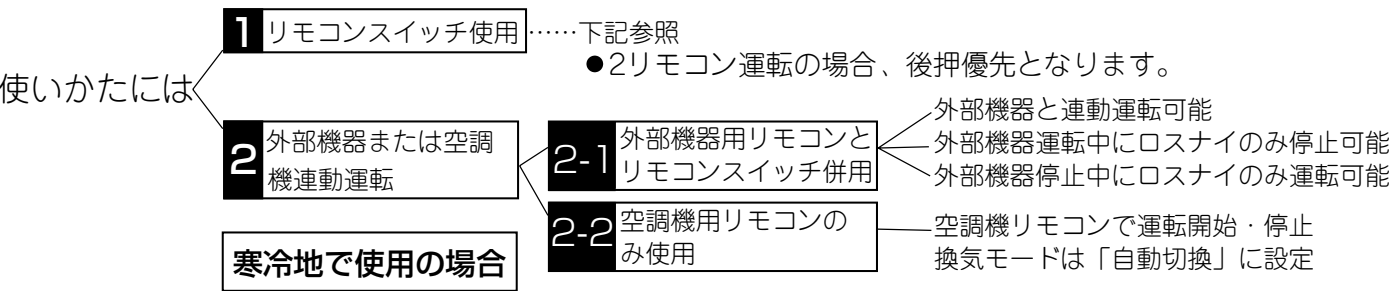 1 リモコンスイッチ使用……下記参照
●2リモコン運転の場合、後押優先となります。
使いかたには
2 外部機器または空調
機連動運転
2-1 外部機器用リモコンと
リモコンスイッチ併用
外部機器と連動運転可能
外部機器運転中にロスナイのみ停止可能
外部機器停止中にロスナイのみ運転可能
2-2 空調機用リモコンの
み使用
空調機リモコンで運転開始・停止
換気モードは「自動切換」に設定
寒冷地で使用の場合